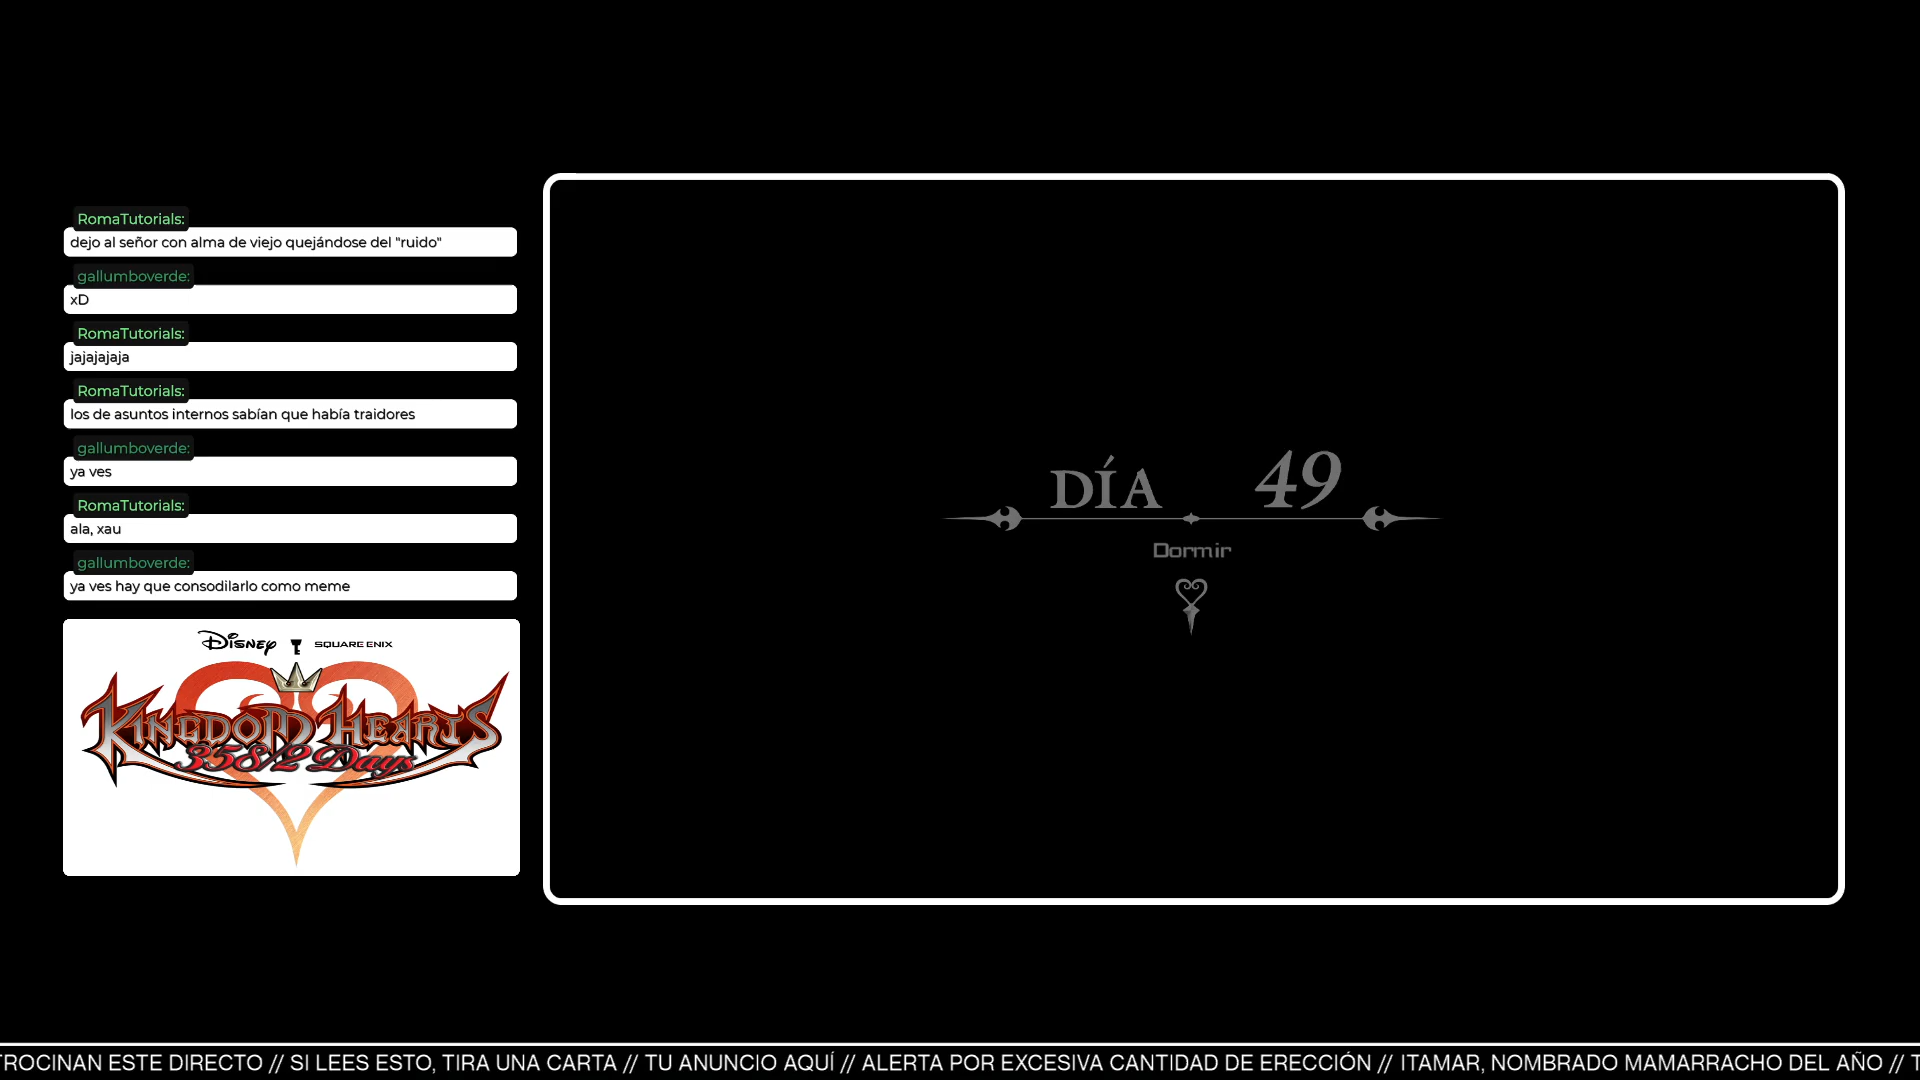 RomaTutorials:
dejo al señor con alma de viejo quejándose del "ruido"
gallumboverde:
xD
RomaTutorials:
jajajajaja
RomaTutorials:
los de asuntos internos sabían que había traidores
gallumboverde:
ya ves
RomaTutorials:
ala, xau
gallumboverde:
ya ves hay que consodilarlo como meme
Disney SQUARE ENIX
KINGDOM HEARTS
358/2 Days
DÍA 49
Dormir
TROCINAN ESTE DIRECTO // SI LEES ESTO, TIRA UNA CARTA // TU ANUNCIO AQUÍ // ALERTA POR EXCESIVA CANTIDAD DE ERECCIÓN // ITAMAR, NOMBRADO MAMARRACHO DEL AÑO // T